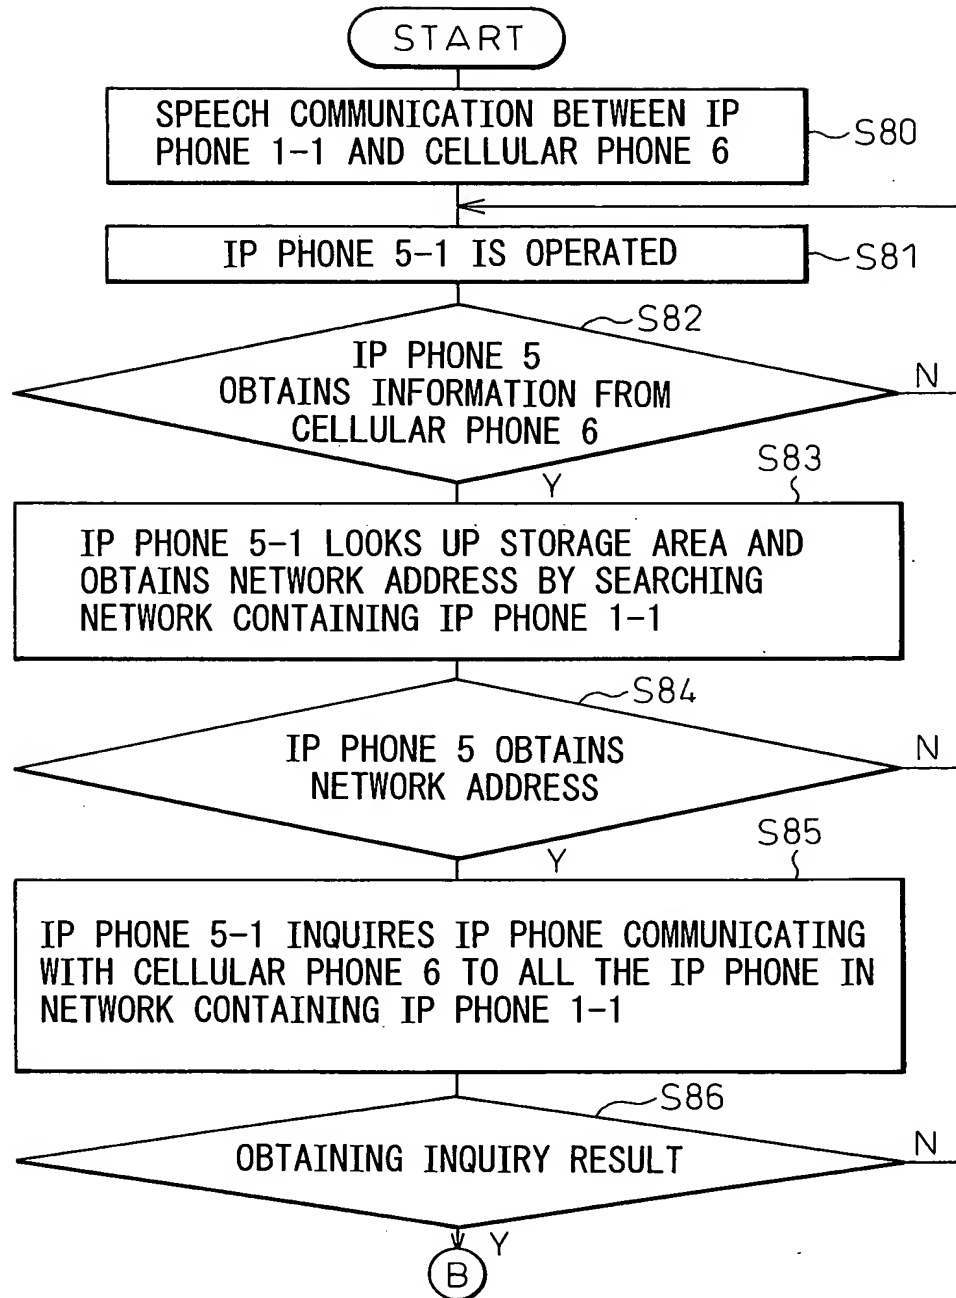 START
SPEECH COMMUNICATION BETWEEN IP
PHONE 1-1 AND CELLULAR PHONE 6
S80
IP PHONE 5-1 IS OPERATED
S81
S82
IP PHONE 5
OBTAINS INFORMATION FROM
CELLULAR PHONE 6
N
Y
S83
IP PHONE 5-1 LOOKS UP STORAGE AREA AND
OBTAINS NETWORK ADDRESS BY SEARCHING
NETWORK CONTAINING IP PHONE 1-1
S84
IP PHONE 5 OBTAINS
NETWORK ADDRESS
N
Y
S85
IP PHONE 5-1 INQUIRES IP PHONE COMMUNICATING
WITH CELLULAR PHONE 6 TO ALL THE IP PHONE IN
NETWORK CONTAINING IP PHONE 1-1
S86
OBTAINING INQUIRY RESULT
N
Y
B